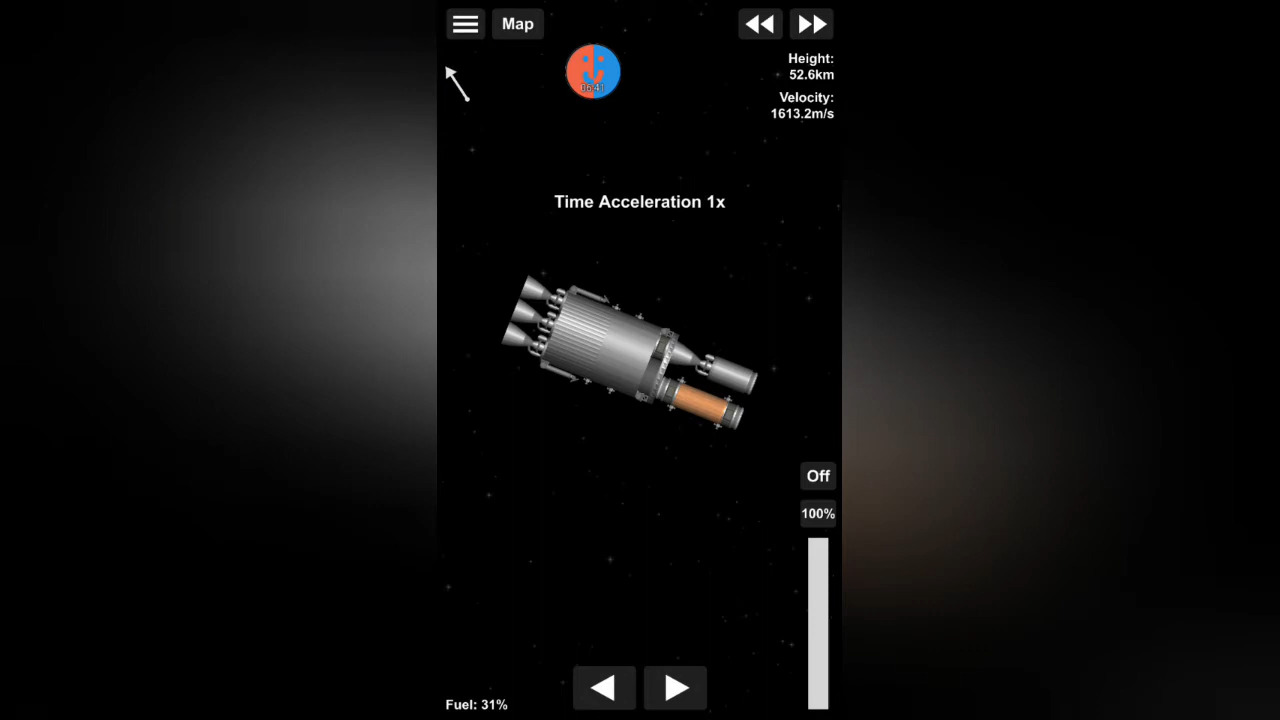 Map
Height:
52.6km
Velocity:
1613.2m/s
Time Acceleration 1x
Off
100%
Fuel: 31%